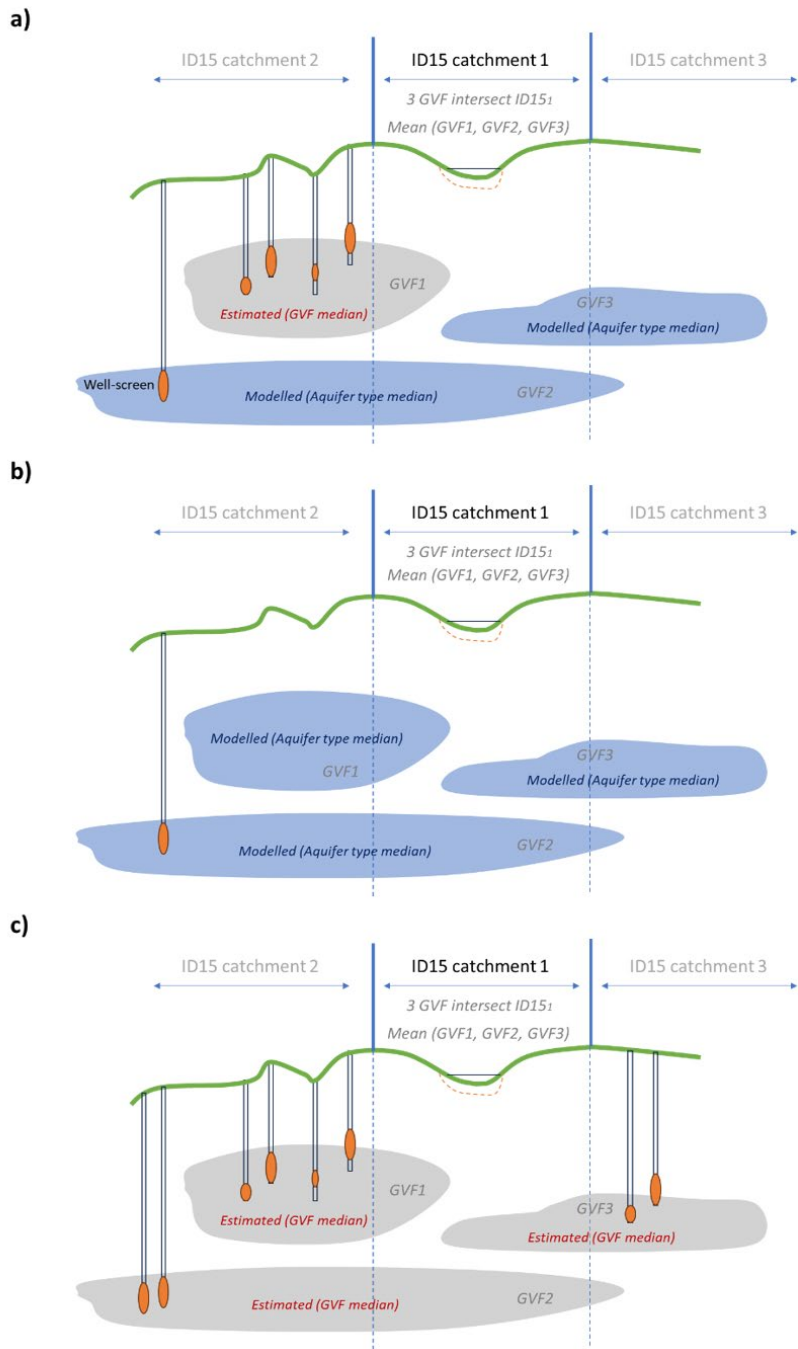 a)
ID15 catchment 2
ID15 catchment 1
ID15 catchment 3
3 GVF intersect ID15₁
Mean (GVF1, GVF2, GVF3)
GVF1
Estimated (GVF median)
GVF3
Modelled (Aquifer type median)
Well-screen
Modelled (Aquifer type median)
GVF2
b)
ID15 catchment 2
ID15 catchment 1
ID15 catchment 3
3 GVF intersect ID15₁
Mean (GVF1, GVF2, GVF3)
Modelled (Aquifer type median)
GVF1
GVF3
Modelled (Aquifer type median)
Modelled (Aquifer type median)
GVF2
c)
ID15 catchment 2
ID15 catchment 1
ID15 catchment 3
3 GVF intersect ID15₁
Mean (GVF1, GVF2, GVF3)
GVF1
Estimated (GVF median)
GVF3
Estimated (GVF median)
Estimated (GVF median)
GVF2